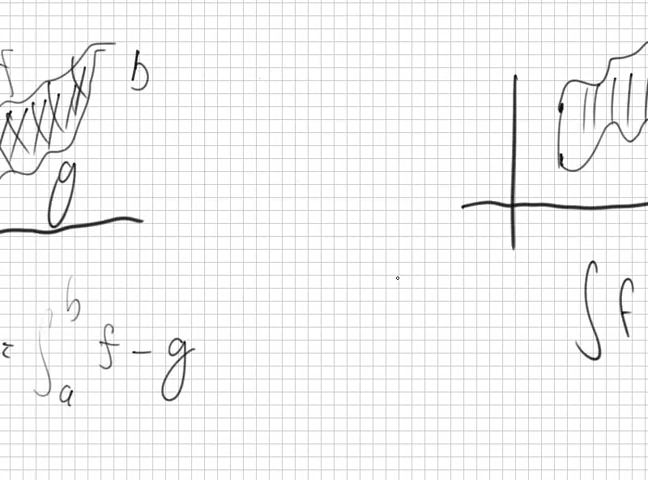 f b
g
= ∫_a^b f - g
∫ f